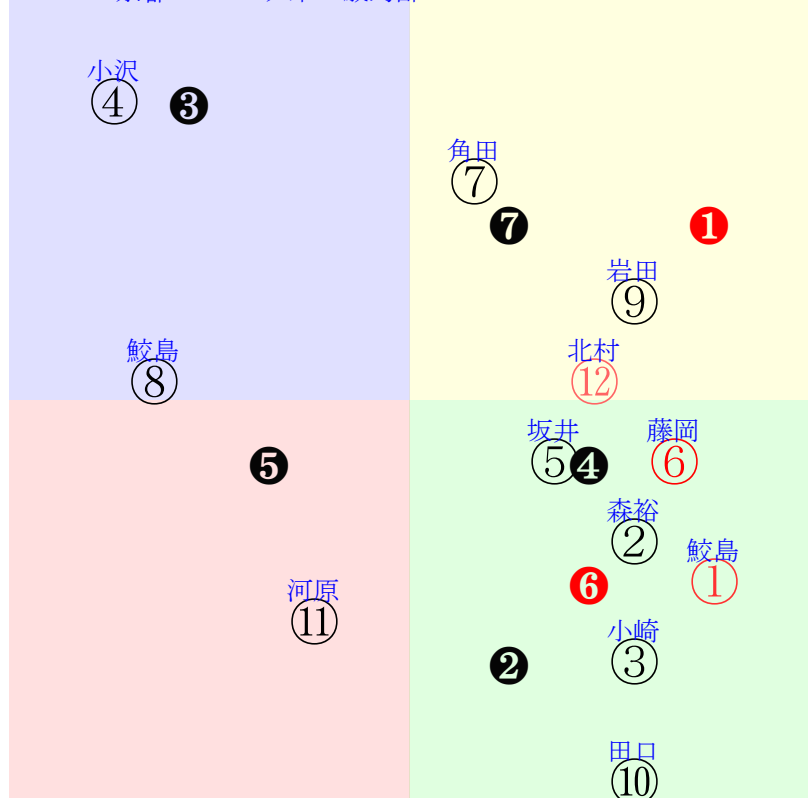 小沢
④ ❸
角田
⑦
❼ ❶
岩田
⑨
鮫島 北村
⑧ ⑫
坂井 藤岡
⑤❹ ⑥
❺
森裕
②
鮫島
❻ ①
河原
⑪
小崎
❷ ③
田口
⑩